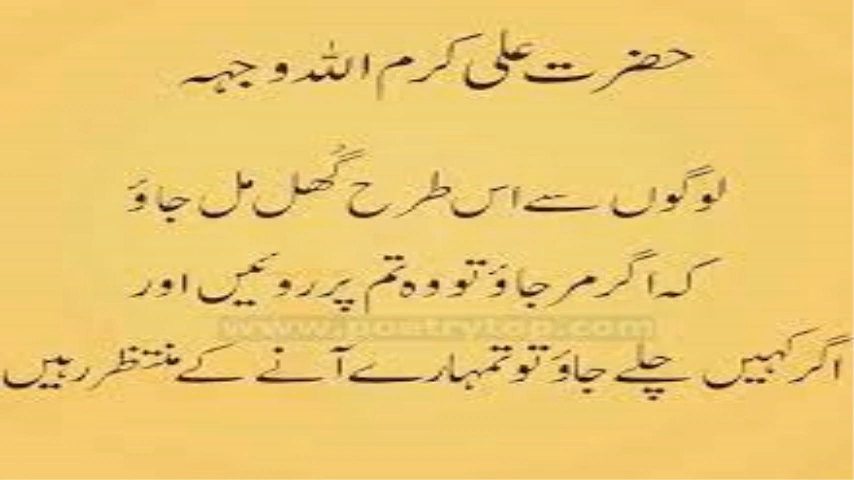 حضرت علی کرم اللہ وجہہ
لوگوں سے اس طرح گُھل مل جاؤ
کہ اگر مر جاؤ تو وہ تم پر روئیں اور
www.poetrytop.com
اگر کہیں چلے جاؤ تو تمہارے آنے کے منتظر رہیں